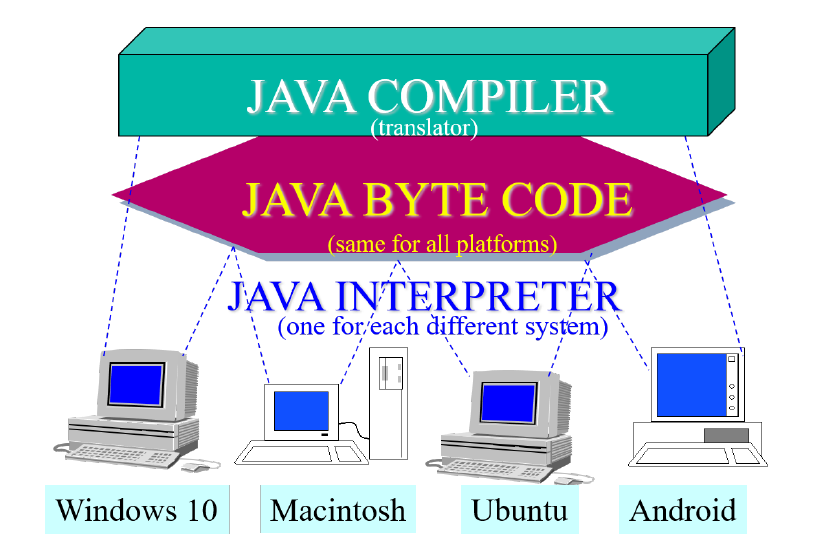 JAVA COMPILER
(translator)
JAVA BYTE CODE
(same for all platforms)
JAVA INTERPRETER
(one for each different system)
Windows 10
Macintosh
Ubuntu
Android